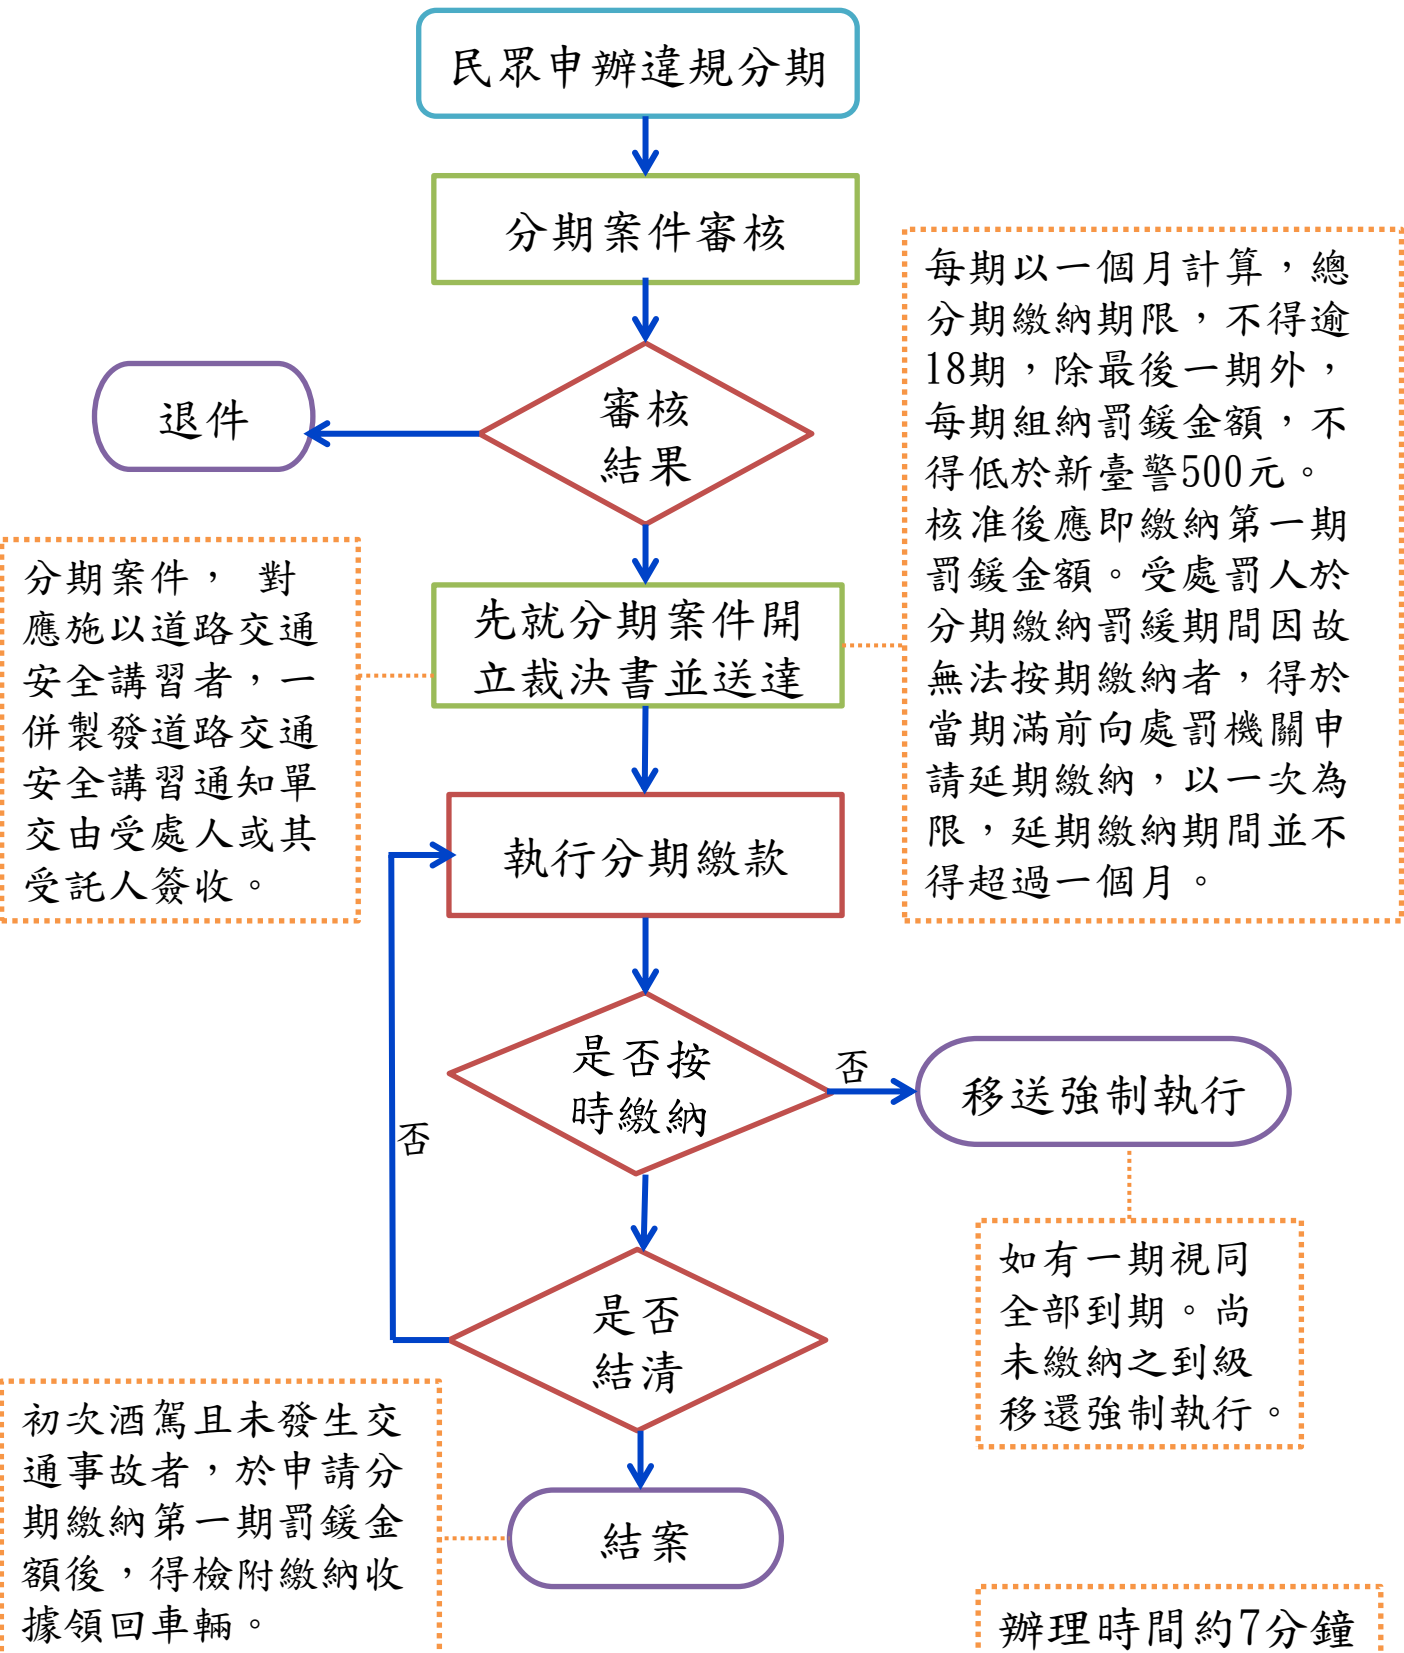 民眾申辦違規分期
分期案件審核
每期以一個月計算，總
分期繳納期限，不得逾
18期，除最後一期外，
每期組納罰鍰金額，不
得低於新臺警500元。
核准後應即繳納第一期
罰鍰金額。受處罰人於
分期繳納罰緩期間因故
無法按期繳納者，得於
當期滿前向處罰機關申
請延期繳納，以一次為
限，延期繳納期間並不
得超過一個月。
審核
結果
退件
分期案件， 對
應施以道路交通
安全講習者，一
併製發道路交通
安全講習通知單
交由受處人或其
受託人簽收。
先就分期案件開
立裁決書並送達
執行分期繳款
是否按
時繳納
否
移送強制執行
否
如有一期視同
全部到期。尚
未繳納之到級
移還強制執行。
是否
結清
初次酒駕且未發生交
通事故者，於申請分
期繳納第一期罰鍰金
額後，得檢附繳納收
據領回車輛。
結案
辦理時間約7分鐘